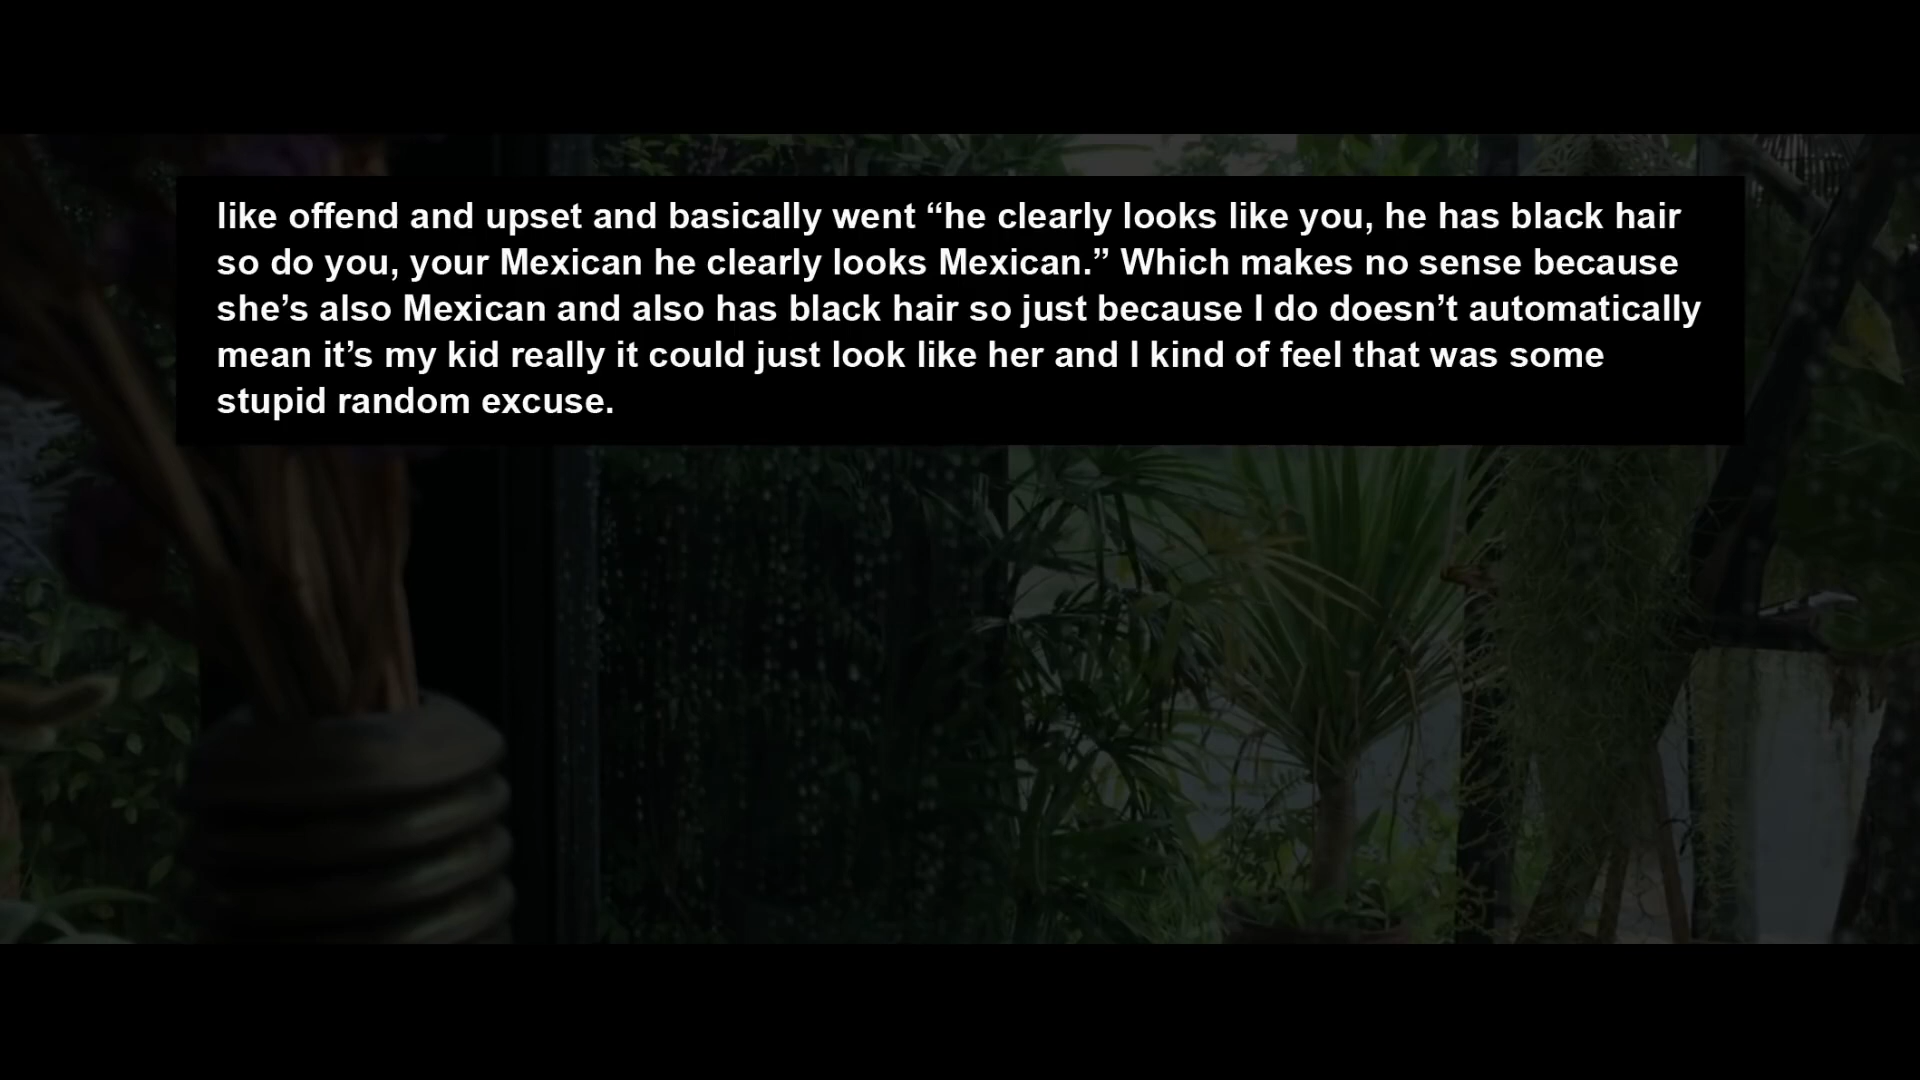 like offend and upset and basically went “he clearly looks like you, he has black hair
so do you, your Mexican he clearly looks Mexican.” Which makes no sense because
she’s also Mexican and also has black hair so just because I do doesn’t automatically
mean it’s my kid really it could just look like her and I kind of feel that was some
stupid random excuse.